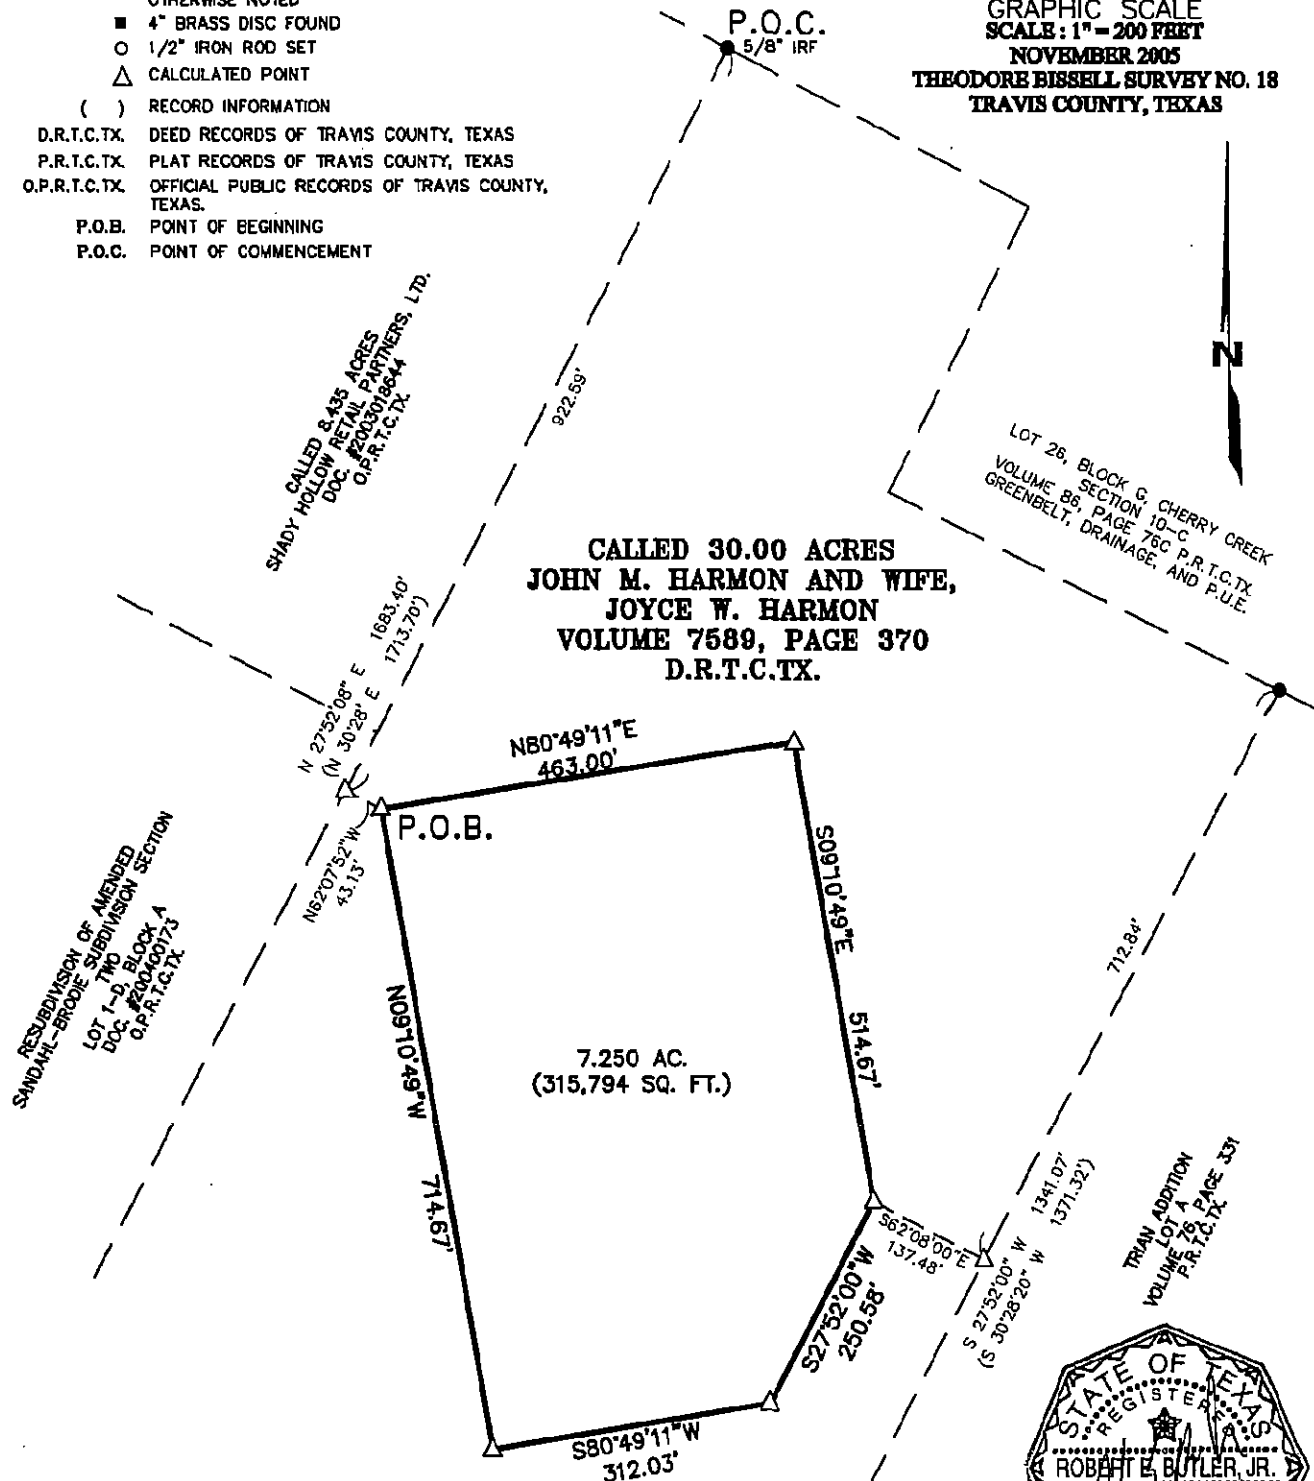 OTHERWISE NOTED
4" BRASS DISC FOUND
1/2" IRON ROD SET
CALCULATED POINT
( ) RECORD INFORMATION
D.R.T.C.TX. DEED RECORDS OF TRAVIS COUNTY, TEXAS
P.R.T.C.TX. PLAT RECORDS OF TRAVIS COUNTY, TEXAS
O.P.R.T.C.TX. OFFICIAL PUBLIC RECORDS OF TRAVIS COUNTY,
TEXAS.
P.O.B. POINT OF BEGINNING
P.O.C. POINT OF COMMENCEMENT
P.O.C.
5/8" IRF
GRAPHIC SCALE
SCALE: 1" = 200 FEET
NOVEMBER 2005
THEODORE BISSELL SURVEY NO. 18
TRAVIS COUNTY, TEXAS
N
CALLED 8.435 ACRES
SHADY HOLLOW RETAIL PARTNERS, LTD.
DOC. #2003018644
O.P.R.T.C.TX.
922.59'
LOT 26, BLOCK G, CHERRY CREEK
SECTION 10-C
VOLUME 86, PAGE 76C P.R.T.C.TX.
GREENBELT, DRAINAGE, AND P.U.E.
CALLED 30.00 ACRES
JOHN M. HARMON AND WIFE,
JOYCE W. HARMON
VOLUME 7589, PAGE 370
D.R.T.C.TX.
N 27°52'08" E 1683.40'
(N 30°28' E 1713.70')
N80°49'11"E
463.00'
P.O.B.
N62°07'52"W
43.13'
S09°10'49"E
514.67'
712.84'
RESUBDIVISION OF AMENDED
SANDAHL-BRODIE SUBDIVISION SECTION
TWO
LOT 1-D, BLOCK A
DOC. #200400173
O.P.R.T.C.TX.
N09°10'49"W
714.67'
7.250 AC.
(315,794 SQ. FT.)
S62°08'00"E
137.48'
S27°52'00"W
250.58'
S 27°52'00" W 1341.07'
(S 30°28'20" W 1371.32')
TRIAN ADDITION
LOT A
VOLUME 76, PAGE 331
P.R.T.C.TX.
S80°49'11"W
312.03'
STATE OF TEXAS
REGISTERED
ROBERT E. BUTLER, JR.